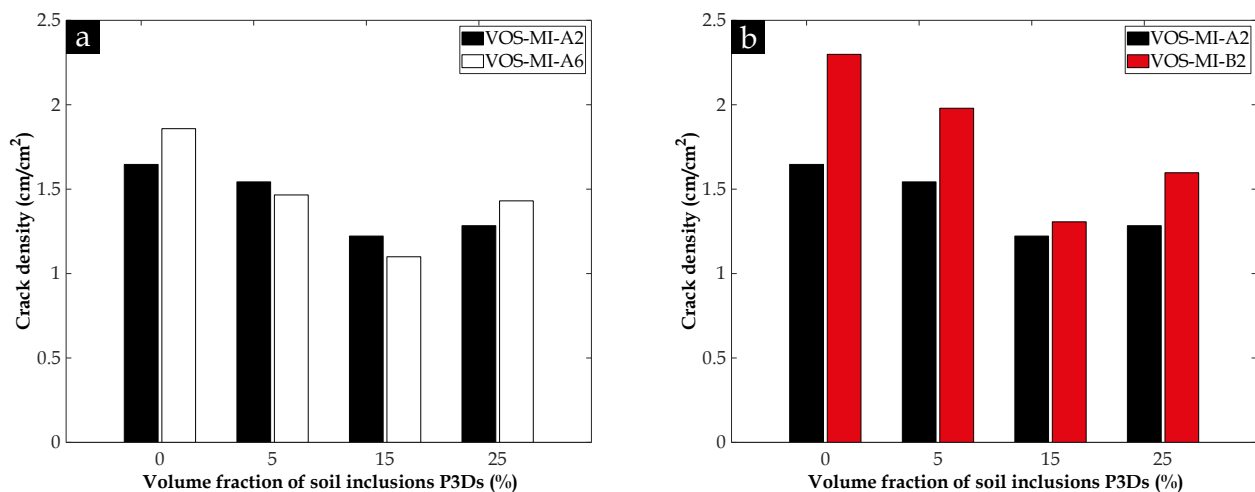 a
VOS-MI-A2
VOS-MI-A6
2.5
2
1.5
1
0.5
0
Crack density (cm/cm²)
0 5 15 25
Volume fraction of soil inclusions P3Ds (%)
b
VOS-MI-A2
VOS-MI-B2
2.5
2
1.5
1
0.5
0
Crack density (cm/cm²)
0 5 15 25
Volume fraction of soil inclusions P3Ds (%)